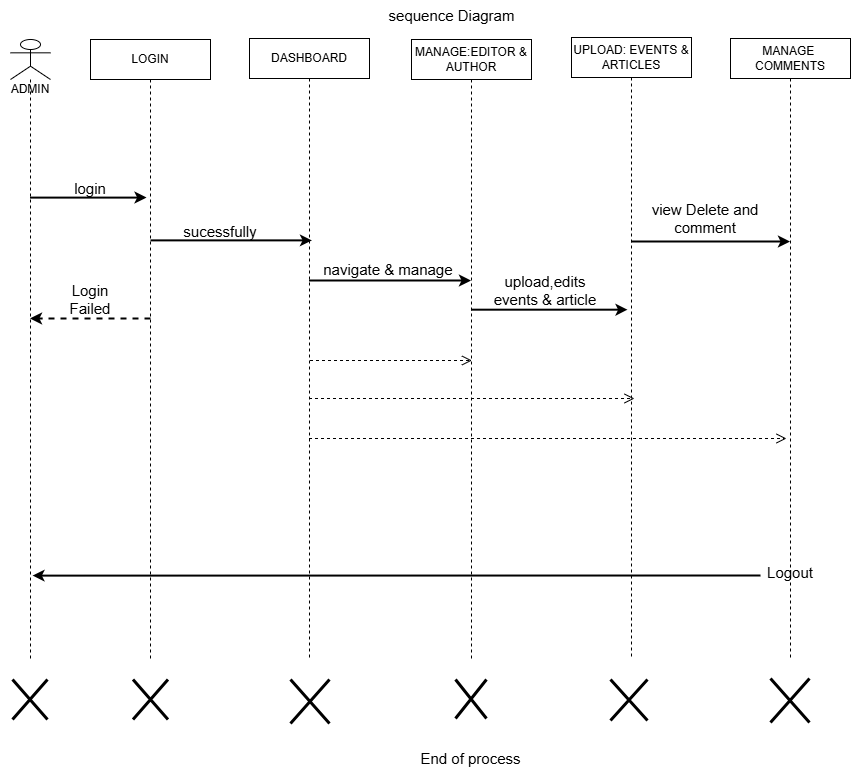 sequence Diagram
ADMIN
LOGIN
DASHBOARD
MANAGE:EDITOR &
AUTHOR
UPLOAD: EVENTS &
ARTICLES
MANAGE
COMMENTS
login
sucessfully
view Delete and
comment
navigate & manage
upload,edits
events & article
Login
Failed
Logout
End of process